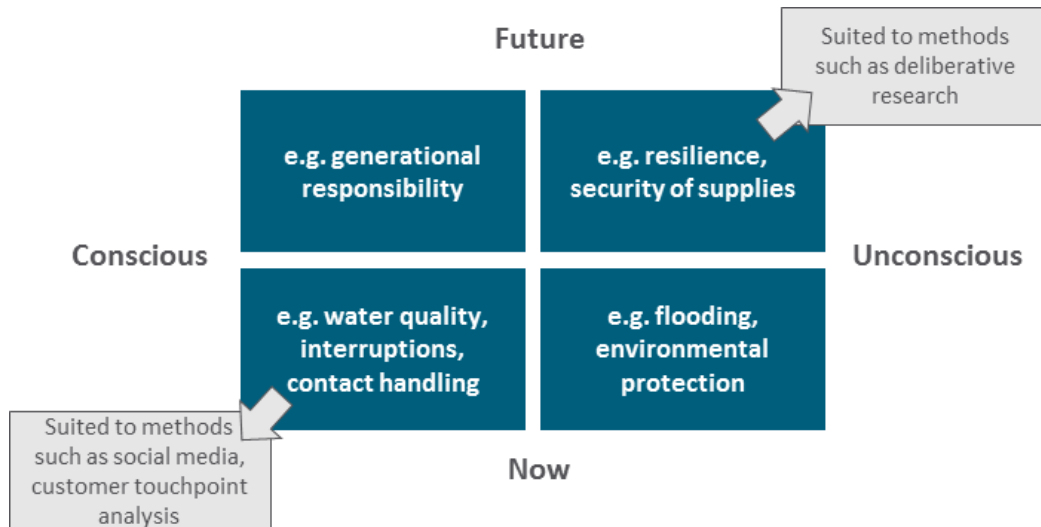 Future
Suited to methods
such as deliberative
research
e.g. generational
responsibility
e.g. resilience,
security of supplies
Conscious
Unconscious
e.g. water quality,
interruptions,
contact handling
e.g. flooding,
environmental
protection
Suited to methods
such as social media,
customer touchpoint
analysis
Now